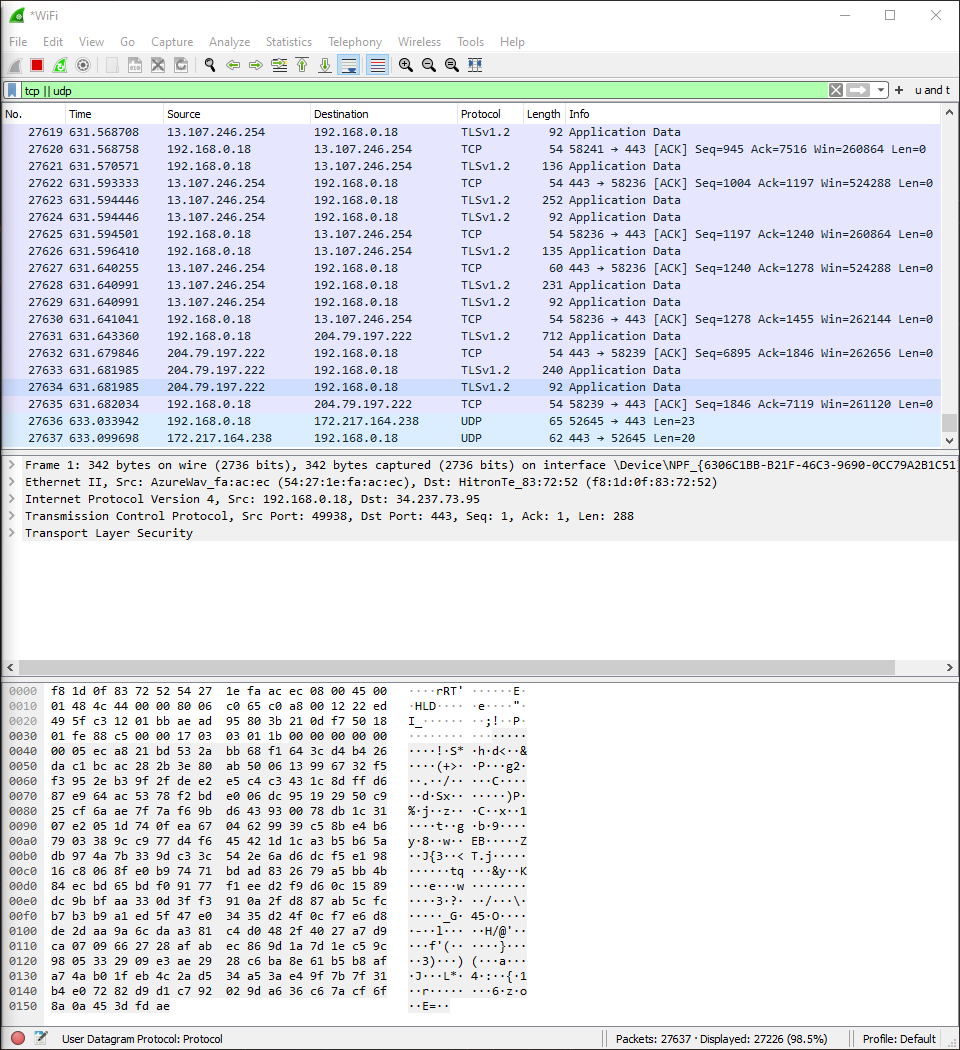 *WiFi
File Edit View Go Capture Analyze Statistics Telephony Wireless Tools Help
tcp || udp + u and t
No. Time Source Destination Protocol Length Info
27619 631.568708 13.107.246.254 192.168.0.18 TLSv1.2 92 Application Data
27620 631.568758 192.168.0.18 13.107.246.254 TCP 54 58241 → 443 [ACK] Seq=945 Ack=7516 Win=260864 Len=0
27621 631.570571 192.168.0.18 13.107.246.254 TLSv1.2 136 Application Data
27622 631.593333 13.107.246.254 192.168.0.18 TCP 54 443 → 58236 [ACK] Seq=1004 Ack=1197 Win=524288 Len=0
27623 631.594446 13.107.246.254 192.168.0.18 TLSv1.2 252 Application Data
27624 631.594446 13.107.246.254 192.168.0.18 TLSv1.2 92 Application Data
27625 631.594501 192.168.0.18 13.107.246.254 TCP 54 58236 → 443 [ACK] Seq=1197 Ack=1240 Win=260864 Len=0
27626 631.596410 192.168.0.18 13.107.246.254 TLSv1.2 135 Application Data
27627 631.640255 13.107.246.254 192.168.0.18 TCP 60 443 → 58236 [ACK] Seq=1240 Ack=1278 Win=524288 Len=0
27628 631.640991 13.107.246.254 192.168.0.18 TLSv1.2 231 Application Data
27629 631.640991 13.107.246.254 192.168.0.18 TLSv1.2 92 Application Data
27630 631.641041 192.168.0.18 13.107.246.254 TCP 54 58236 → 443 [ACK] Seq=1278 Ack=1455 Win=262144 Len=0
27631 631.643360 192.168.0.18 204.79.197.222 TLSv1.2 712 Application Data
27632 631.679846 204.79.197.222 192.168.0.18 TCP 54 443 → 58239 [ACK] Seq=6895 Ack=1846 Win=262656 Len=0
27633 631.681985 204.79.197.222 192.168.0.18 TLSv1.2 240 Application Data
27634 631.681985 204.79.197.222 192.168.0.18 TLSv1.2 92 Application Data
27635 631.682034 192.168.0.18 204.79.197.222 TCP 54 58239 → 443 [ACK] Seq=1846 Ack=7119 Win=261120 Len=0
27636 633.033942 192.168.0.18 172.217.164.238 UDP 65 52645 → 443 Len=23
27637 633.099698 172.217.164.238 192.168.0.18 UDP 62 443 → 52645 Len=20
Frame 1: 342 bytes on wire (2736 bits), 342 bytes captured (2736 bits) on interface \Device\NPF_{6306C1BB-B21F-46C3-9690-0CC79A2B1C51
Ethernet II, Src: AzureWav_fa:ac:ec (54:27:1e:fa:ac:ec), Dst: HitronTe_83:72:52 (f8:1d:0f:83:72:52)
Internet Protocol Version 4, Src: 192.168.0.18, Dst: 34.237.73.95
Transmission Control Protocol, Src Port: 49938, Dst Port: 443, Seq: 1, Ack: 1, Len: 288
Transport Layer Security
0000 f8 1d 0f 83 72 52 54 27 1e fa ac ec 08 00 45 00 ····rRT' ······E·
0010 01 48 4c 44 00 00 80 06 c0 65 c0 a8 00 12 22 ed ·HLD···· ·e····"·
0020 49 5f c3 12 01 bb ae ad 95 80 3b 21 0d f7 50 18 I_······ ··;!··P·
0030 01 fe 88 c5 00 00 17 03 03 01 1b 00 00 00 00 00 ········ ········
0040 00 05 ec a8 21 bd 53 2a bb 68 f1 64 3c d4 b4 26 ····!·S* ·h·d<··&
0050 da c1 bc ac 28 2b 3e 80 ab 50 06 13 99 67 32 f5 ····(+>· ·P···g2·
0060 f3 95 2e b3 9f 2f de e2 e5 c4 c3 43 1c 8d ff d6 ··.··/·· ···C····
0070 87 e9 64 ac 53 78 f2 bd e0 06 dc 95 19 29 50 c9 ··d·Sx·· ·····)P·
0080 25 cf 6a ae 7f 7a f6 9b d6 43 93 00 78 db 1c 31 %·j··z·· ·C··x··1
0090 07 e2 05 1d 74 0f ea 67 04 62 99 39 c5 8b e4 b6 ····t··g ·b·9····
00a0 79 03 38 9c c9 77 d4 f6 45 42 1d 1c a3 b5 b6 5a y·8··w·· EB·····Z
00b0 db 97 4a 7b 33 9d c3 3c 54 2e 6a d6 dc f5 e1 98 ··J{3··< T.j·····
00c0 16 c8 06 8f e0 b9 74 71 bd ad 83 26 79 a5 bb 4b ······tq ···&y··K
00d0 84 ec bd 65 bd f0 91 77 f1 ee d2 f9 d6 0c 15 89 ···e···w ········
00e0 dc 9b bf aa 33 0d 3f f3 91 0a 2f d8 87 ab 5c fc ····3·?· ··/···\·
00f0 b7 b3 b9 a1 ed 5f 47 e0 34 35 d2 4f 0c f7 e6 d8 ·····_G· 45·O····
0100 de 2d aa 9a 6c da a3 81 c4 d0 48 2f 40 27 a7 d9 ·-··l··· ··H/@'··
0110 ca 07 09 66 27 28 af ab ec 86 9d 1a 7d 1e c5 9c ···f'(·· ····}···
0120 98 05 33 29 09 e3 ae 29 28 c6 ba 8e 61 b5 b8 af ··3)···) (···a···
0130 a7 4a b0 1f eb 4c 2a d5 34 a5 3a e4 9f 7b 7f 31 ·J···L*· 4·:··{·1
0140 b4 e0 72 82 d9 d1 c7 92 02 9d a6 36 c6 7a cf 6f ··r····· ···6·z·o
0150 8a 0a 45 3d fd ae ··E=··
User Datagram Protocol: Protocol Packets: 27637 · Displayed: 27226 (98.5%) Profile: Default